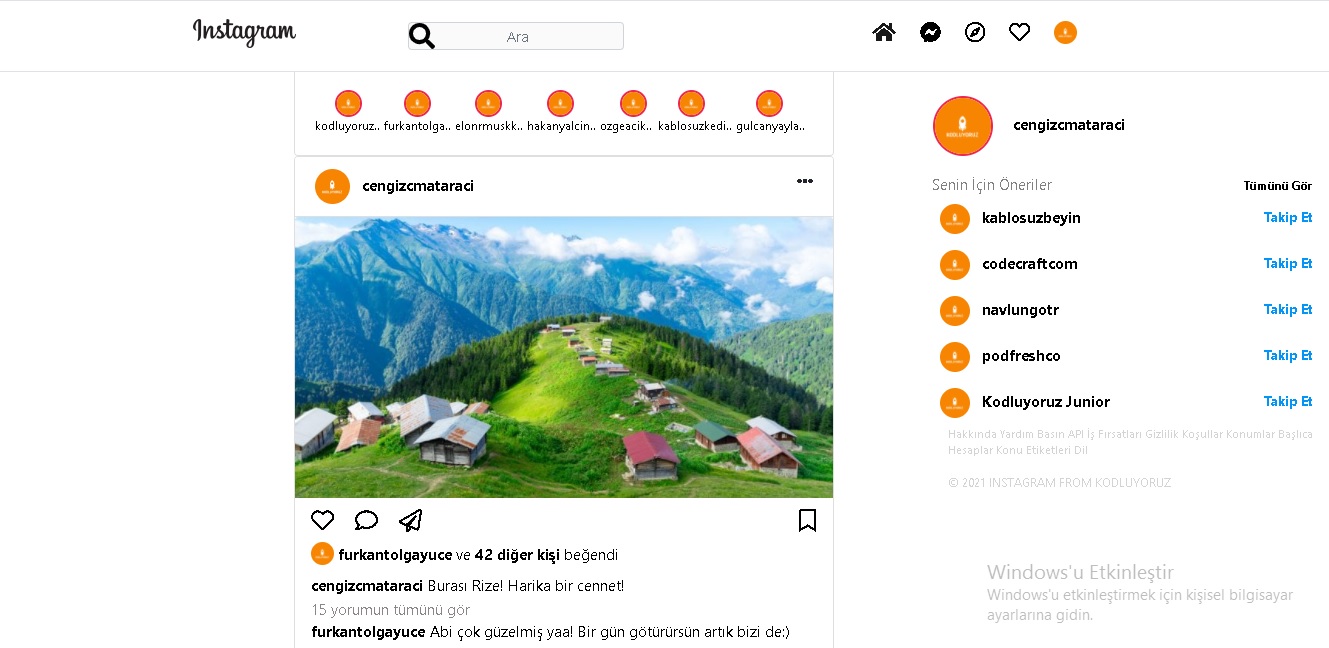 Instagram
Ara
kodluyoruz.. furkantolga.. elonrmuskk.. hakanyalcin.. ozgeacik.. kablosuzkedi.. gulcanyayla..
cengizcmataraci
furkantolgayuce ve 42 diğer kişi beğendi
cengizcmataraci Burası Rize! Harika bir cennet!
15 yorumun tümünü gör
furkantolgayuce Abi çok güzelmiş yaa! Bir gün götürürsün artık bizi de:)
KODLUYORUZ
cengizcmataraci
Senin İçin Öneriler Tümünü Gör
kablosuzbeyin Takip Et
codecraftcom Takip Et
navlungotr Takip Et
podfreshco Takip Et
Kodluyoruz Junior Takip Et
Hakkında Yardım Basın API İş Fırsatları Gizlilik Koşullar Konumlar Başlıca
Hesaplar Konu Etiketleri Dil
© 2021 INSTAGRAM FROM KODLUYORUZ
Windows'u Etkinleştir
Windows'u etkinleştirmek için kişisel bilgisayar
ayarlarına gidin.